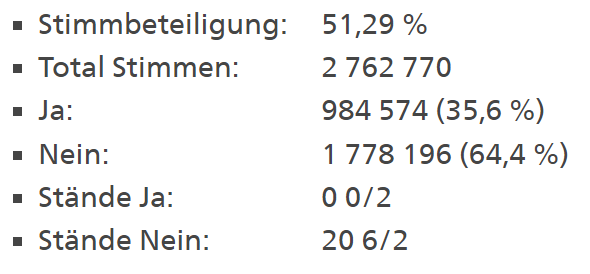 ▪ Stimmbeteiligung: 51,29 %
▪ Total Stimmen: 2 762 770
▪ Ja: 984 574 (35,6 %)
▪ Nein: 1 778 196 (64,4 %)
▪ Stände Ja: 0 0/2
▪ Stände Nein: 20 6/2